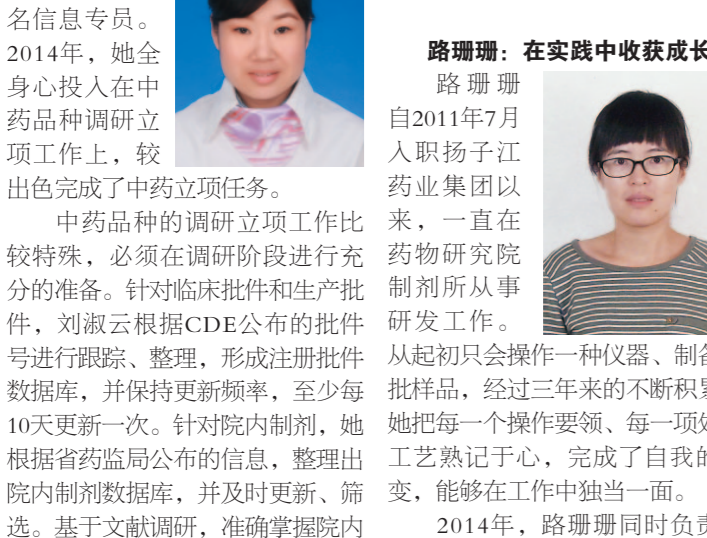 名信息专员。
2014年，她全
身心投入在中
药品种调研立
项工作上，较
出色完成了中药立项任务。
中药品种的调研立项工作比
较特殊，必须在调研阶段进行充
分的准备。针对临床批件和生产批
件，刘淑云根据CDE公布的批件
号进行跟踪、整理，形成注册批件
数据库，并保持更新频率，至少每
10天更新一次。针对院内制剂，她
根据省药监局公布的信息，整理出
院内制剂数据库，并及时更新、筛
选。基于文献调研，准确掌握院内
路珊珊：在实践中收获成长
路珊珊
自2011年7月
入职扬子江
药业集团以
来，一直在
药物研究院
制剂所从事
研发工作。
从起初只会操作一种仪器、制备
批样品，经过三年来的不断积累
她把每一个操作要领、每一项处
工艺熟记于心，完成了自我的
变，能够在工作中独当一面。
2014年，路珊珊同时负责